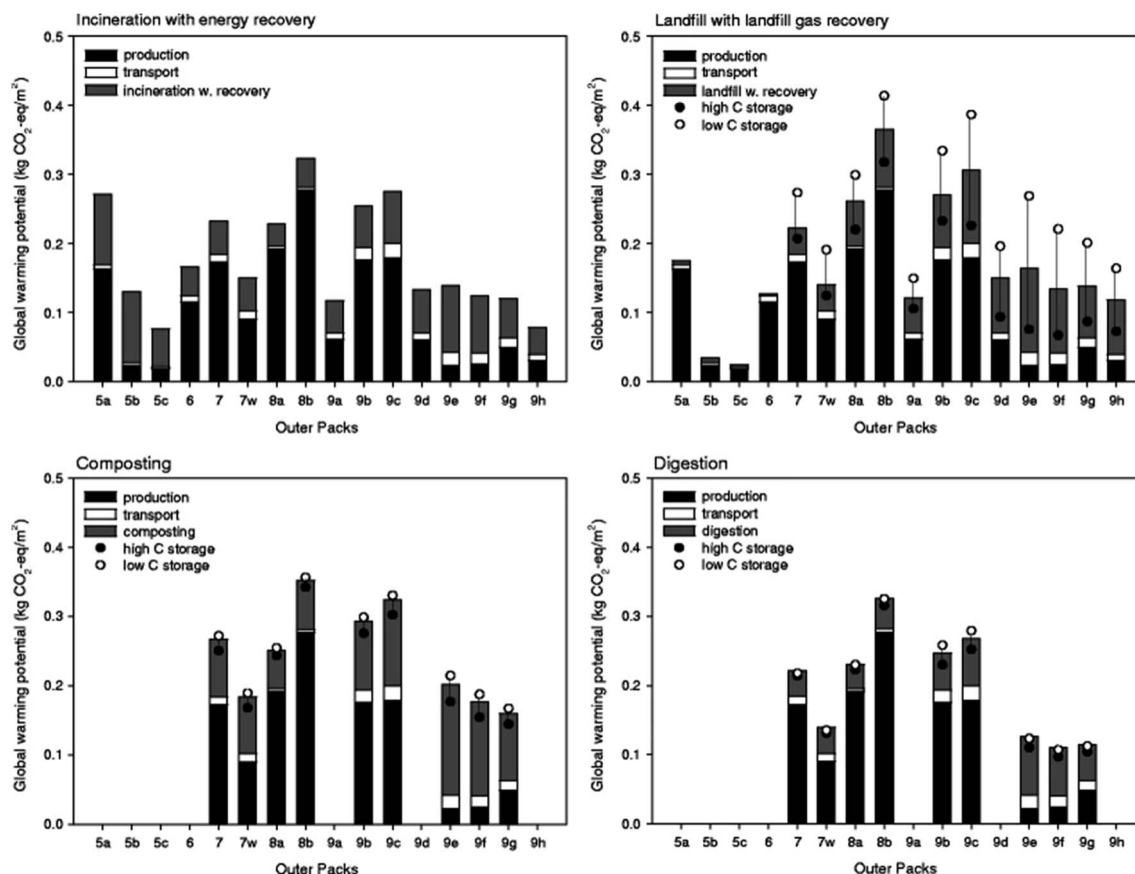 Incineration with energy recovery
0.5
0.4
0.3
0.2
0.1
0.0
Global warming potential (kg CO₂-eq/m²)
production
transport
incineration w. recovery
5a 5b 5c 6 7 7w 8a 8b 9a 9b 9c 9d 9e 9f 9g 9h
Outer Packs
Landfill with landfill gas recovery
0.5
0.4
0.3
0.2
0.1
0.0
Global warming potential (kg CO₂-eq/m²)
production
transport
landfill w. recovery
high C storage
low C storage
5a 5b 5c 6 7 7w 8a 8b 9a 9b 9c 9d 9e 9f 9g 9h
Outer Packs
Composting
0.5
0.4
0.3
0.2
0.1
0.0
Global warming potential (kg CO₂-eq/m²)
production
transport
composting
high C storage
low C storage
5a 5b 5c 6 7 7w 8a 8b 9a 9b 9c 9d 9e 9f 9g 9h
Outer Packs
Digestion
0.5
0.4
0.3
0.2
0.1
0.0
Global warming potential (kg CO₂-eq/m²)
production
transport
digestion
high C storage
low C storage
5a 5b 5c 6 7 7w 8a 8b 9a 9b 9c 9d 9e 9f 9g 9h
Outer Packs